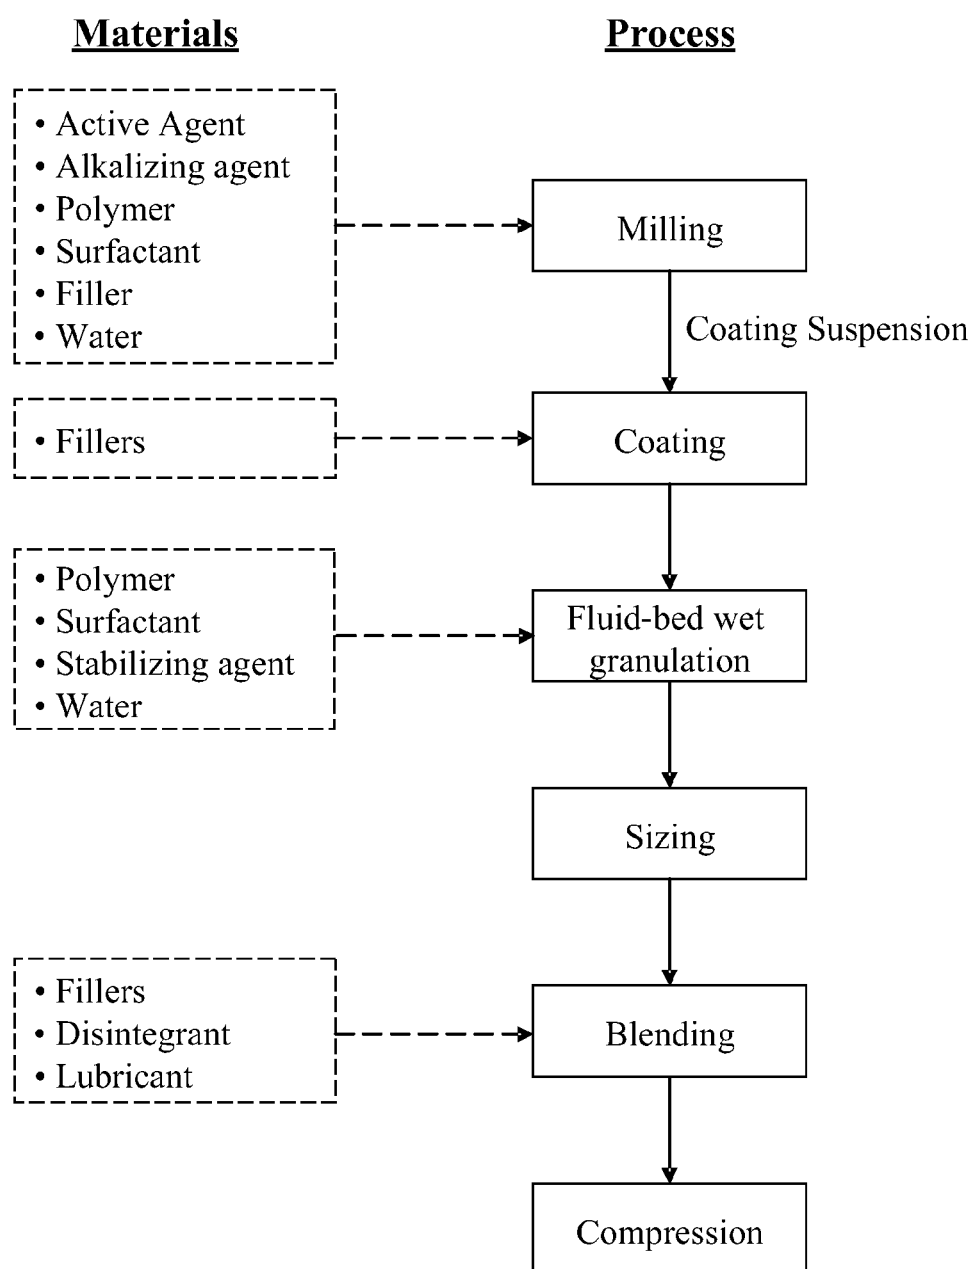 Materials
Process
• Active Agent
• Alkalizing agent
• Polymer
• Surfactant
• Filler
• Water
Milling
Coating Suspension
• Fillers
Coating
• Polymer
• Surfactant
• Stabilizing agent
• Water
Fluid-bed wet
granulation
Sizing
• Fillers
• Disintegrant
• Lubricant
Blending
Compression